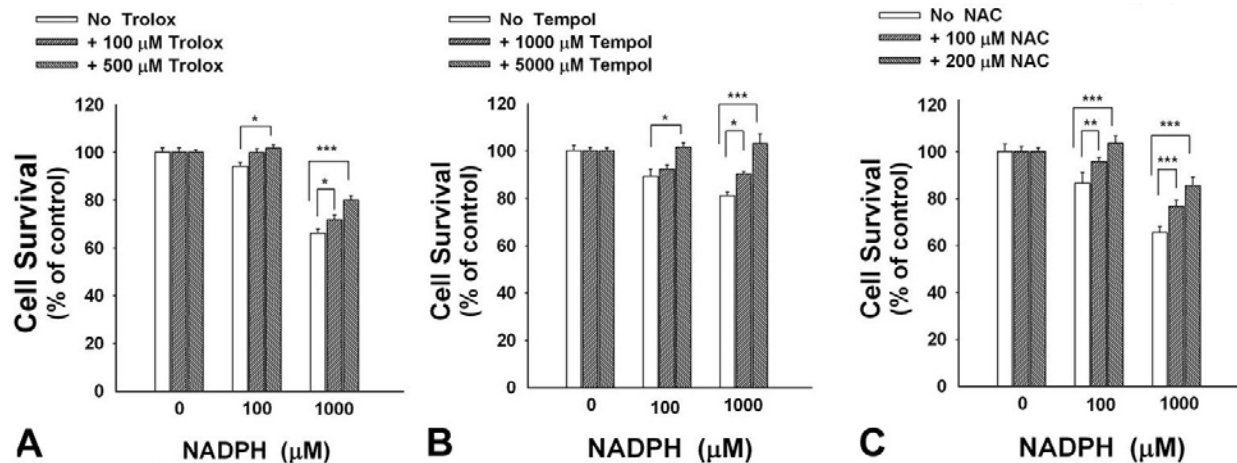 No Trolox
+ 100 μM Trolox
+ 500 μM Trolox
120
100
80
60
40
20
0
Cell Survival
(% of control)
*
***
*
0 100 1000
A NADPH (μM)
No Tempol
+ 1000 μM Tempol
+ 5000 μM Tempol
120
100
80
60
40
20
0
Cell Survival
(% of control)
*
***
*
0 100 1000
B NADPH (μM)
No NAC
+ 100 μM NAC
+ 200 μM NAC
120
100
80
60
40
20
0
Cell Survival
(% of control)
***
**
***
***
0 100 1000
C NADPH (μM)